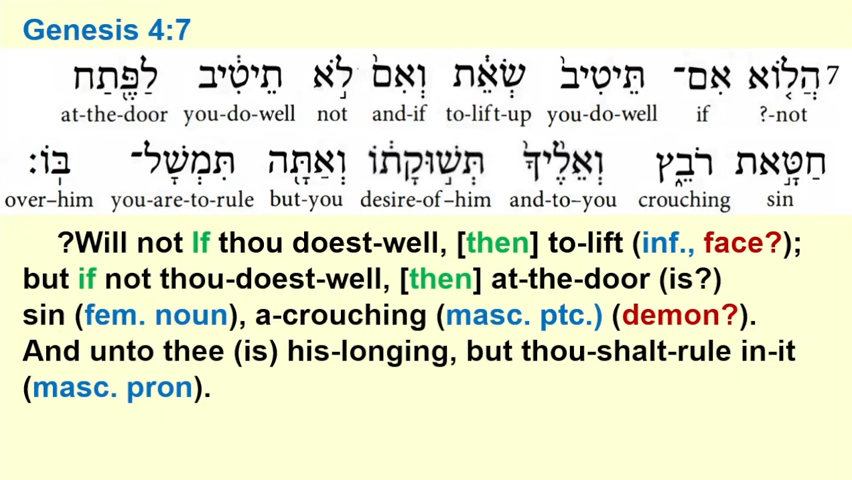 Genesis 4:7
7 הֲל֤וֹא אִם־ תֵּיטִיב֙ שְׂאֵ֔ת וְאִם֙ לֹ֣א תֵיטִ֔יב לַפֶּ֖תַח
at-the-door you-do-well not and-if to-lift-up you-do-well if ?-not
חַטָּ֣את רֹבֵ֑ץ וְאֵלֶ֙יךָ֙ תְּשׁ֣וּקָת֔וֹ וְאַתָּ֖ה תִּמְשָׁל־ בּֽוֹ׃
over–him you-are-to-rule but-you desire-of–him and-to–you crouching sin
?Will not If thou doest-well, [then] to-lift (inf., face?);
but if not thou-doest-well, [then] at-the-door (is?)
sin (fem. noun), a-crouching (masc. ptc.) (demon?).
And unto thee (is) his-longing, but thou-shalt-rule in-it
(masc. pron).